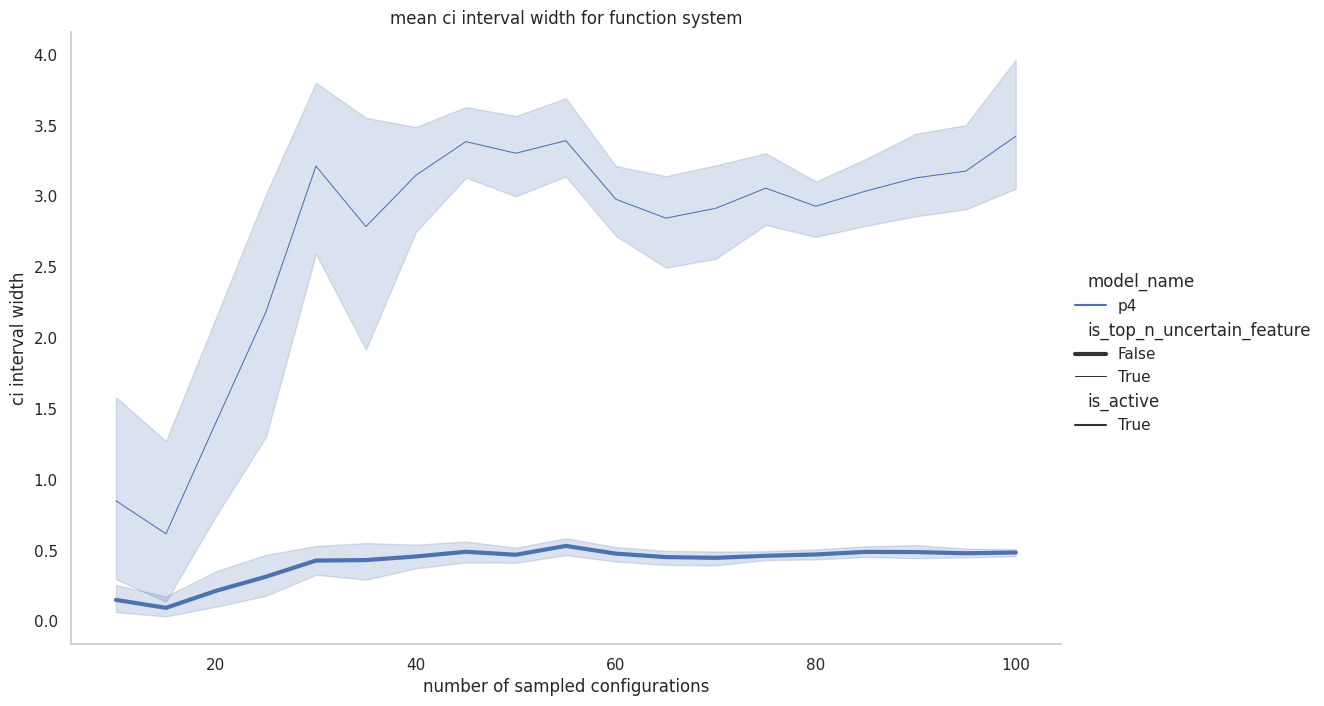 mean ci interval width for function system
4.0
3.5
3.0
2.5
2.0
1.5
1.0
0.5
0.0
ci interval width
20 40 60 80 100
number of sampled configurations
model_name
p4
is_top_n_uncertain_feature
False
True
is_active
True